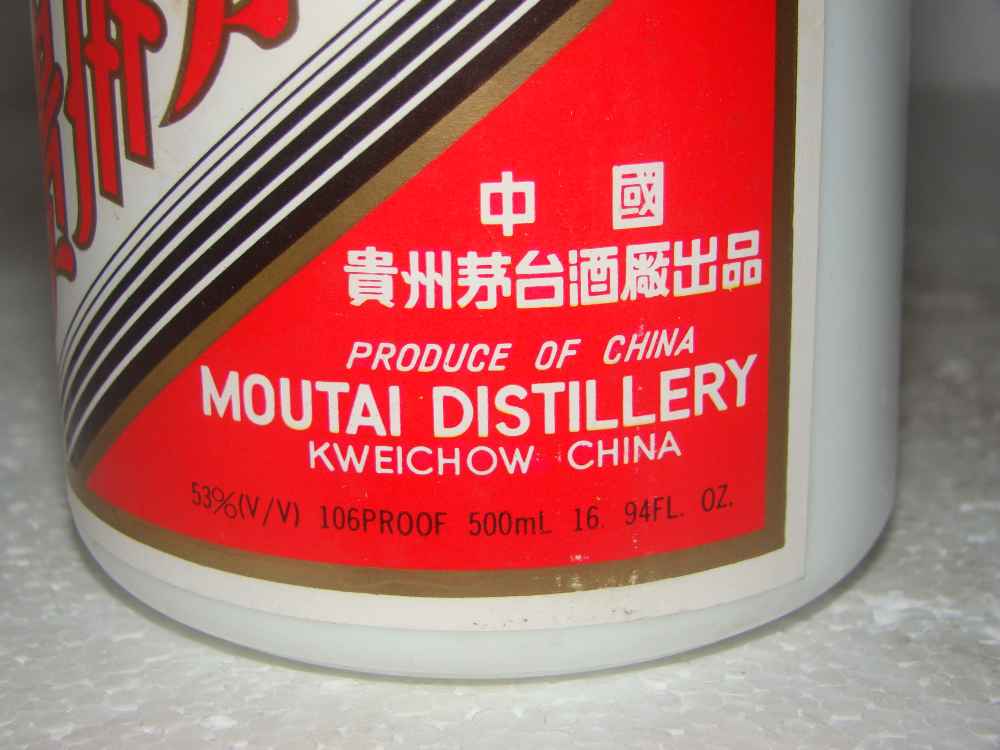 中 國
貴州茅台酒廠出品
PRODUCE OF CHINA
MOUTAI DISTILLERY
KWEICHOW CHINA
53%(V/V) 106PROOF 500mL 16. 94FL. OZ.